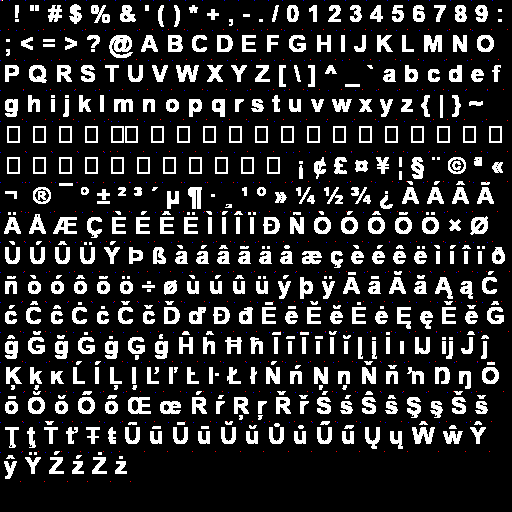 ! " # $ % & ' ( ) * + , - . / 0 1 2 3 4 5 6 7 8 9 :
; < = > ? @ A B C D E F G H I J K L M N O
P Q R S T U V W X Y Z [ \ ] ^ _ ` a b c d e f
g h i j k l m n o p q r s t u v w x y z { | } ~
□ □ □ □ □ □ □ □ □ □ □ □ □ □ □ □ □ □ □ □
□ □ □ □ □ □ □ □ □ □ □ ¡ ¢ £ ¤ ¥ ¦ § ¨ © ª «
¬ ® ¯ ° ± ² ³ ´ µ ¶ · ¸ ¹ º » ¼ ½ ¾ ¿ À Á Â Ã
Ä Å Æ Ç È É Ê Ë Ì Í Î Ï Ð Ñ Ò Ó Ô Õ Ö × Ø
Ù Ú Û Ü Ý Þ ß à á â ã ä å æ ç è é ê ë ì í î ï ð
ñ ò ó ô õ ö ÷ ø ù ú û ü ý þ ÿ Ā ā Ă ă Ą ą Ć
ć Ĉ ĉ Ċ ċ Č č Ď ď Đ đ Ē ē Ĕ ĕ Ė ė Ę ę Ě ě Ĝ
ĝ Ğ ğ Ġ ġ Ģ ģ Ĥ ĥ Ħ ħ Ĩ ĩ Ī ī Ĭ ĭ Į į İ ı Ĳ ĳ Ĵ ĵ
Ķ ķ ĸ Ĺ ĺ Ļ ļ Ľ ľ Ŀ ŀ Ł ł Ń ń Ņ ņ Ň ň ŉ Ŋ ŋ Ō
ō Ŏ ŏ Ő ő Œ œ Ŕ ŕ Ŗ ŗ Ř ř Ś ś Ŝ ŝ Ş ş Š š
Ţ ţ Ť ť Ŧ ŧ Ũ ũ Ū ū Ŭ ŭ Ů ů Ű ű Ų ų Ŵ ŵ Ŷ
ŷ Ÿ Ź ź Ż ż